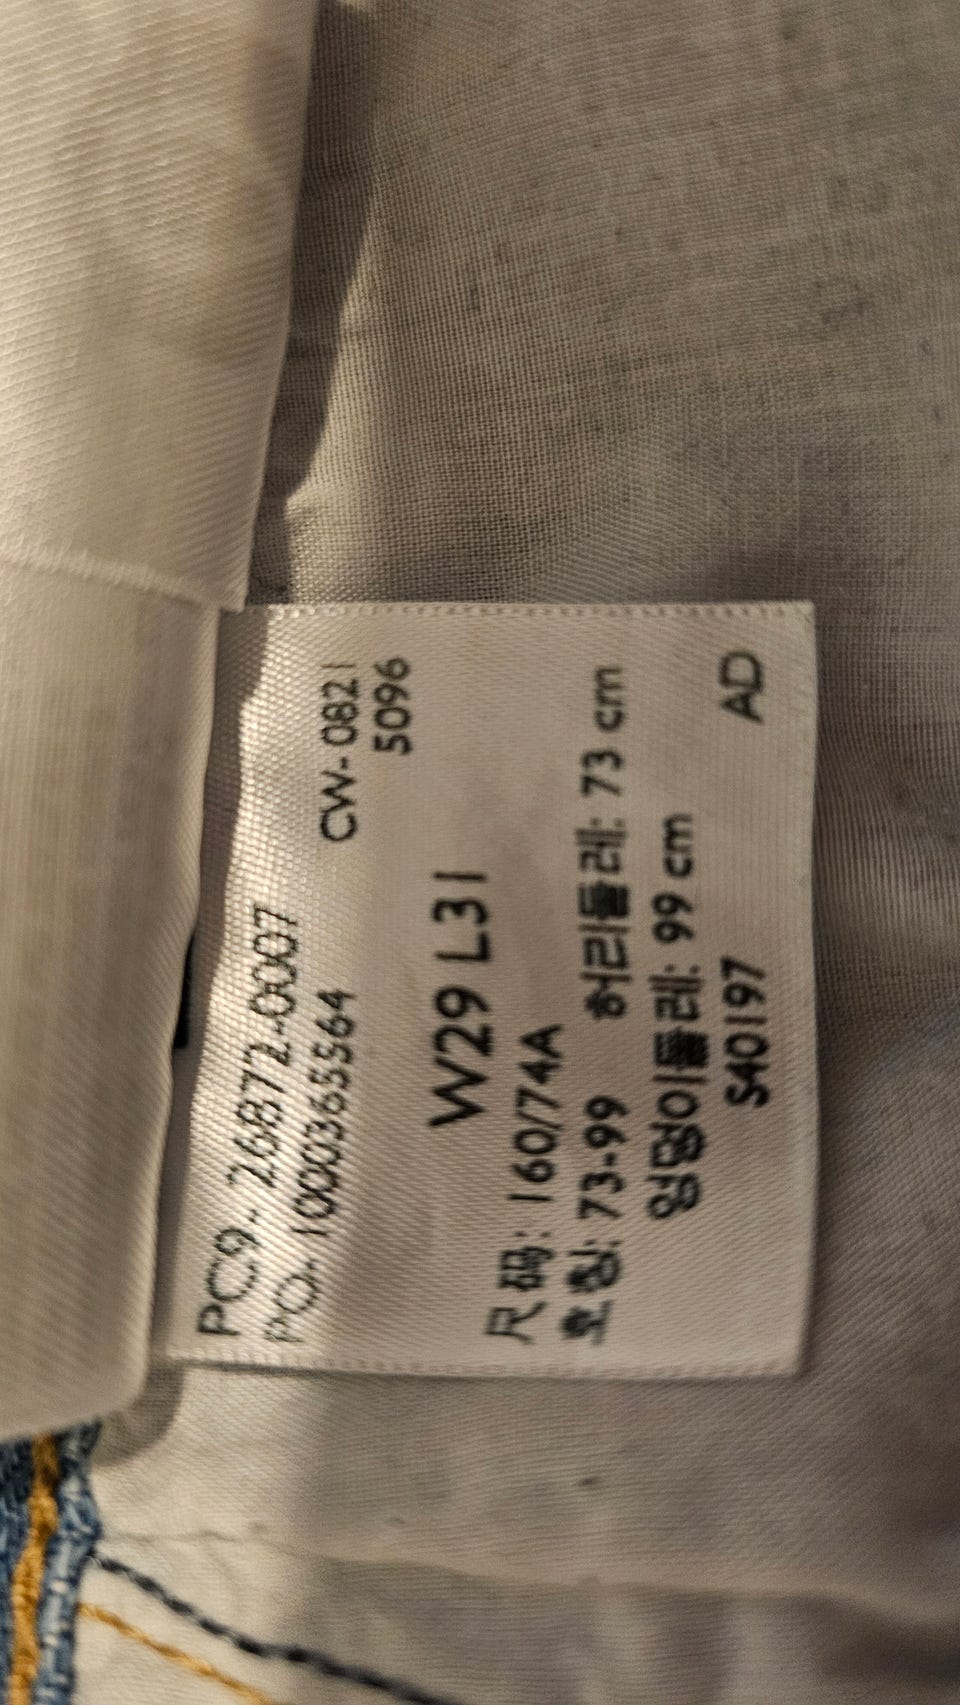 PC9- 26872-0007
PO- 1000365564 CW- 0821
5096
W29 L31
尺码: 160/74A
호칭: 73-99 허리둘레: 73 cm
엉덩이둘레: 99 cm
S40197 AD